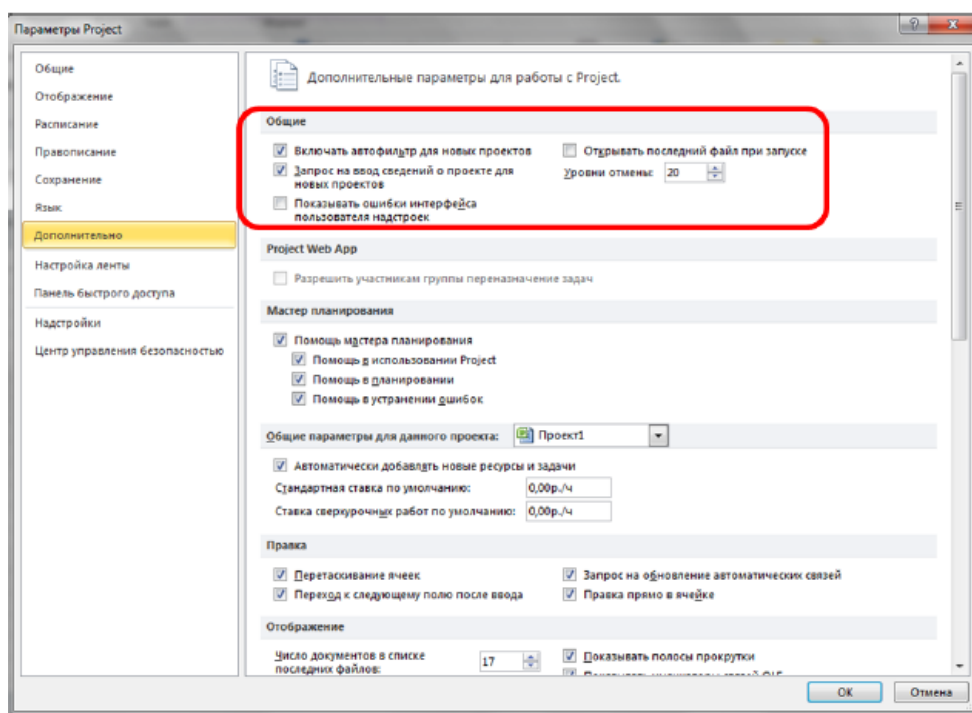 Параметры Project
Общие
Отображение
Расписание
Правописание
Сохранение
Язык
Дополнительно
Настройка ленты
Панель быстрого доступа
Надстройки
Центр управления безопасностью
Дополнительные параметры для работы с Project.
Общие
Включать автофильтр для новых проектов
Открывать последний файл при запуске
Запрос на ввод сведений о проекте для
новых проектов
Уровни отмены: 20
Показывать ошибки интерфейса
пользователя надстроек
Project Web App
Разрешить участникам группы переназначение задач
Мастер планирования
Помощь мастера планирования
Помощь в использовании Project
Помощь в планировании
Помощь в устранении ошибок
Общие параметры для данного проекта: Проект1
Автоматически добавлять новые ресурсы и задачи
Стандартная ставка по умолчанию: 0,00р./ч
Ставка сверхурочных работ по умолчанию: 0,00р./ч
Правка
Перетаскивание ячеек
Запрос на обновление автоматических связей
Переход к следующему полю после ввода
Правка прямо в ячейке
Отображение
Число документов в списке
последних файлов: 17
Показывать полосы прокрутки
OK
Отмена